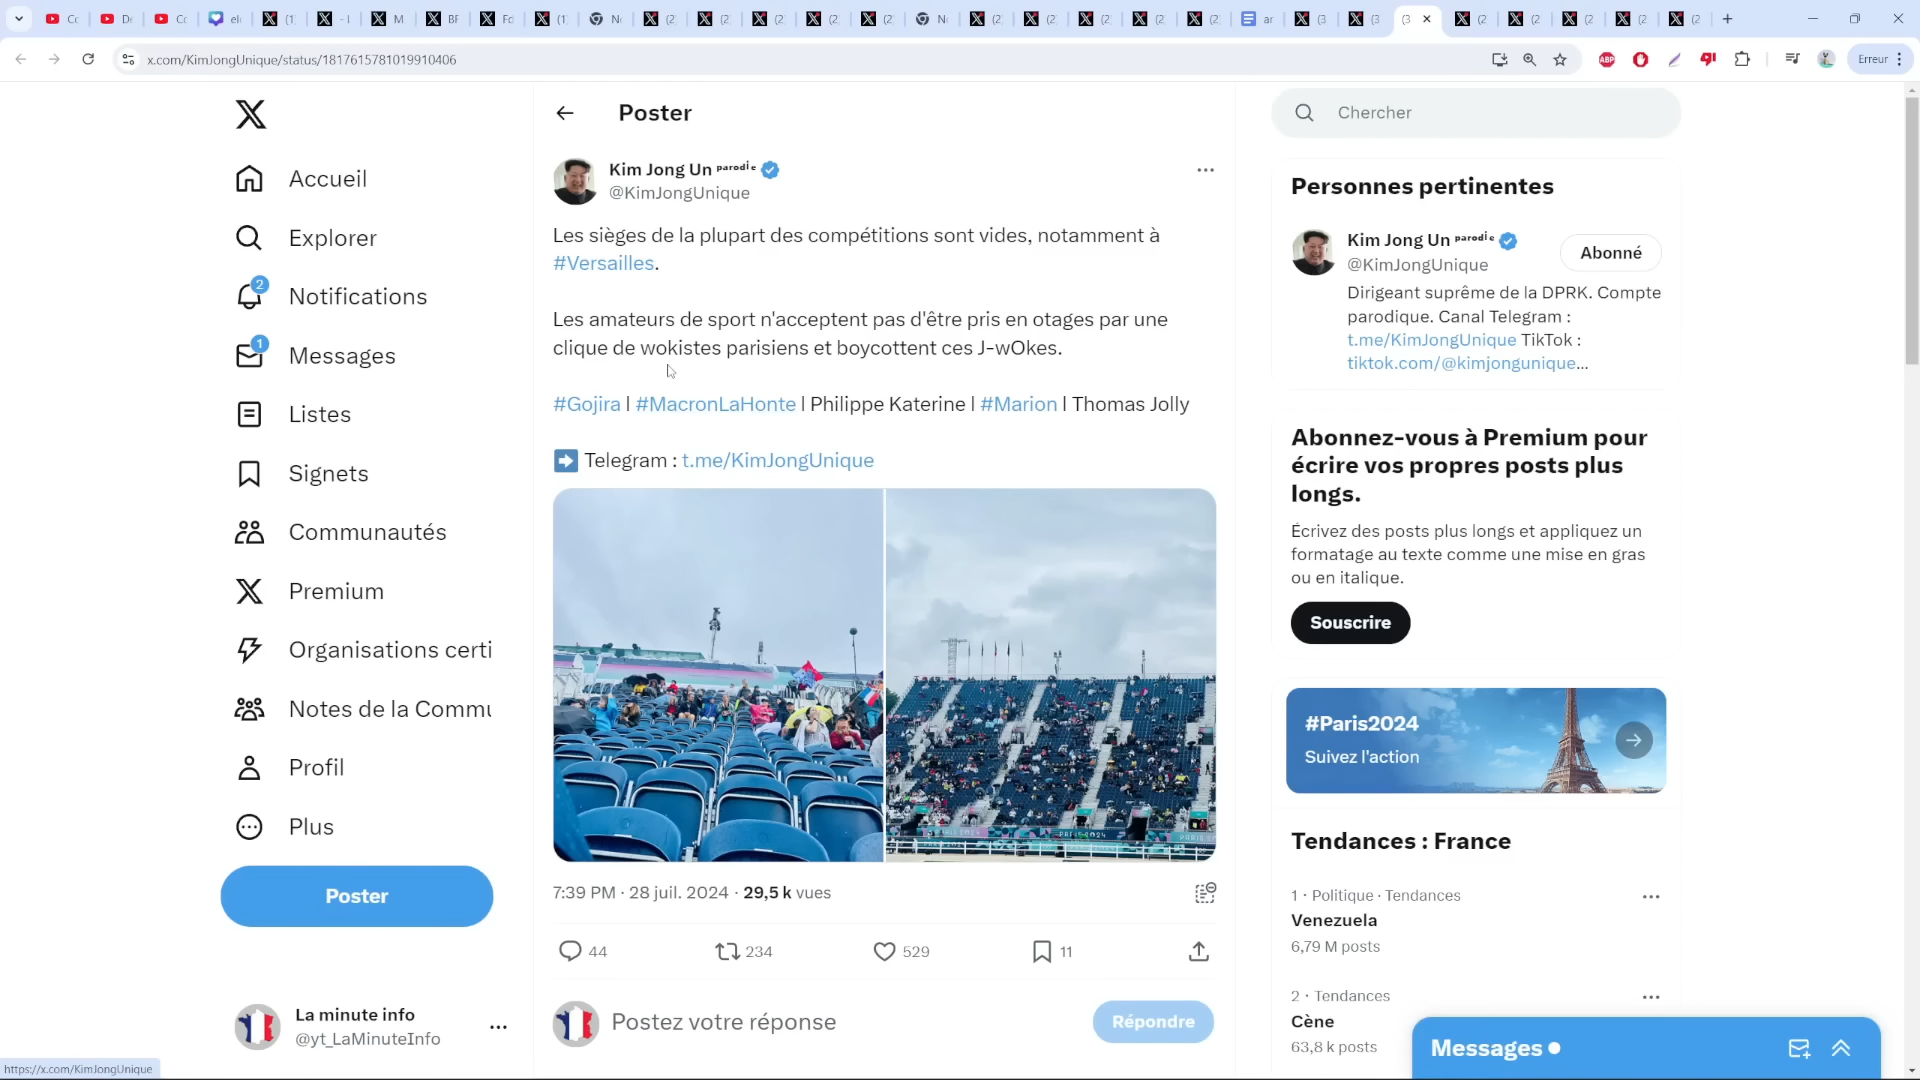 x.com/KimJongUnique/status/1817615781019910406
Erreur
Accueil
Explorer
2
Notifications
1
Messages
Listes
Signets
Communautés
Premium
Organisations certi
Notes de la Commu
Profil
Plus
Poster
La minute info
@yt_LaMinuteInfo
https://x.com/KimJongUnique
Poster
Kim Jong Un ᵖᵃʳᵒᵈⁱᵉ
@KimJongUnique
Les sièges de la plupart des compétitions sont vides, notamment à
#Versailles.
Les amateurs de sport n'acceptent pas d'être pris en otages par une
clique de wokistes parisiens et boycottent ces J-wOkes.
#Gojira | #MacronLaHonte | Philippe Katerine | #Marion | Thomas Jolly
Telegram : t.me/KimJongUnique
PARIS 2024
7:39 PM · 28 juil. 2024 · 29,5 k vues
44
234
529
11
Postez votre réponse
Répondre
Chercher
Personnes pertinentes
Kim Jong Un ᵖᵃʳᵒᵈⁱᵉ
@KimJongUnique
Abonné
Dirigeant suprême de la DPRK. Compte
parodique. Canal Telegram :
t.me/KimJongUnique TikTok :
tiktok.com/@kimjongunique...
Abonnez-vous à Premium pour
écrire vos propres posts plus
longs.
Écrivez des posts plus longs et appliquez un
formatage au texte comme une mise en gras
ou en italique.
Souscrire
#Paris2024
Suivez l'action
Tendances : France
1 · Politique · Tendances
Venezuela
6,79 M posts
2 · Tendances
Cène
63,8 k posts
Messages